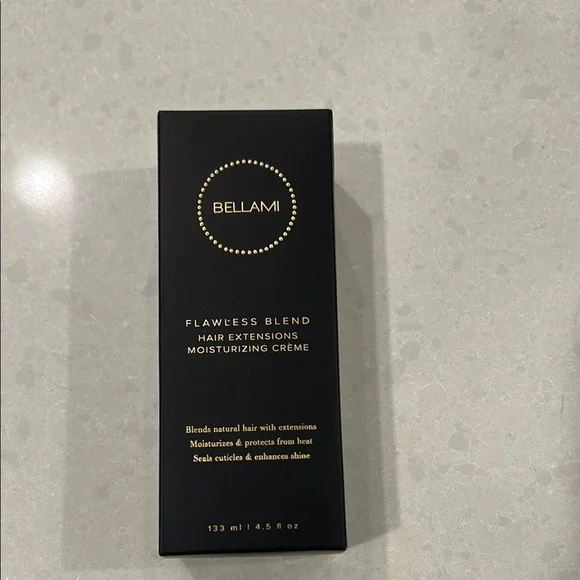 BELLAMI
FLAWLESS BLEND
HAIR EXTENSIONS
MOISTURIZING CRÈME
Blends natural hair with extensions
Moisturizes & protects from heat
Seals cuticles & enhances shine
133 ml | 4.5 fl oz